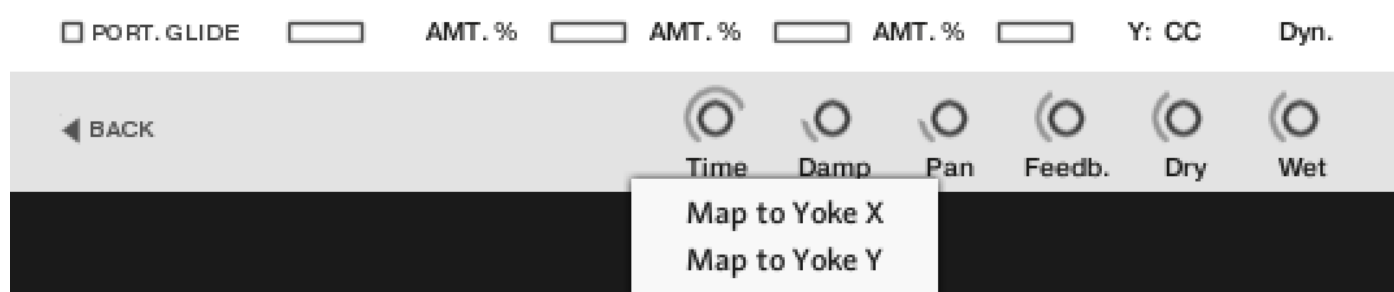 PORT. GLIDE AMT. % AMT. % AMT. % Y: CC Dyn.
BACK
Time Damp Pan Feedb. Dry Wet
Map to Yoke X
Map to Yoke Y